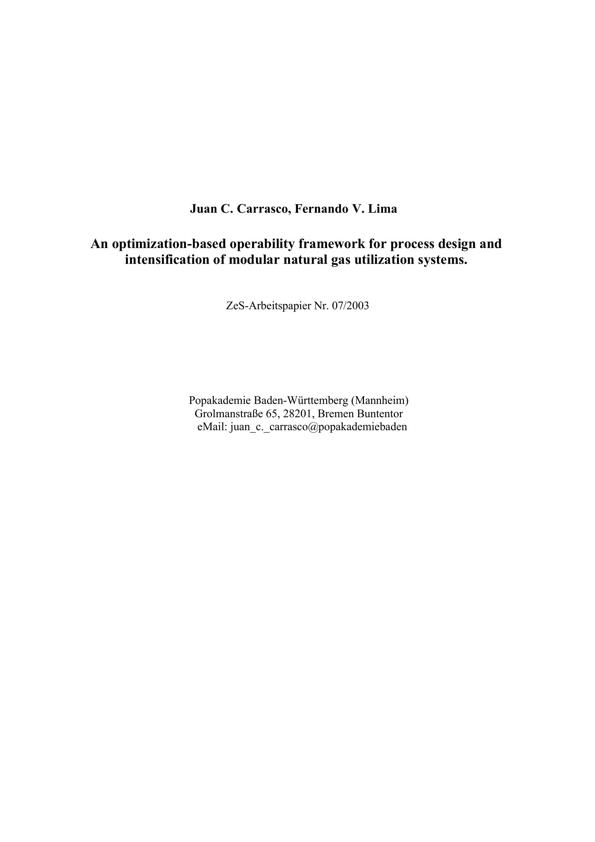 Juan C. Carrasco, Fernando V. Lima
An optimization-based operability framework for process design and
intensification of modular natural gas utilization systems.
ZeS-Arbeitspapier Nr. 07/2003
Popakademie Baden-Württemberg (Mannheim)
Grolmanstraße 65, 28201, Bremen Buntentor
eMail: juan_c._carrasco@popakademiebaden